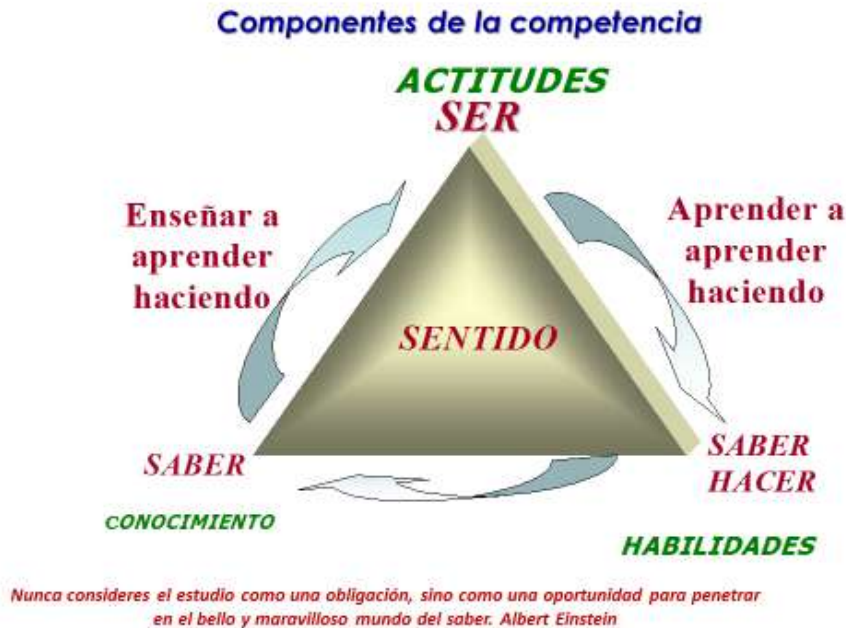 Componentes de la competencia
ACTITUDES
SER
Enseñar a
aprender
haciendo
Aprender a
aprender
haciendo
SENTIDO
SABER
SABER
HACER
CONOCIMIENTO
HABILIDADES
Nunca consideres el estudio como una obligación, sino como una oportunidad para penetrar
en el bello y maravilloso mundo del saber. Albert Einstein